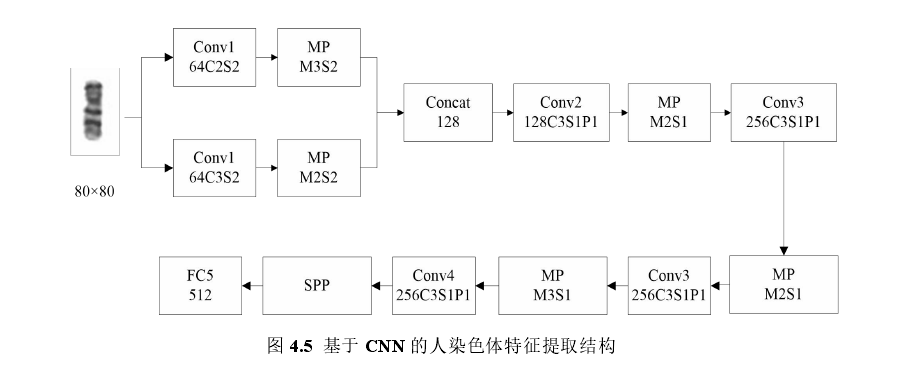 Conv1
64C2S2
MP
M3S2
80×80
Conv1
64C3S2
MP
M2S2
Concat
128
Conv2
128C3S1P1
MP
M2S1
Conv3
256C3S1P1
MP
M2S1
Conv3
256C3S1P1
MP
M3S1
Conv4
256C3S1P1
SPP
FC5
512
图 4.5 基于 CNN 的人染色体特征提取结构